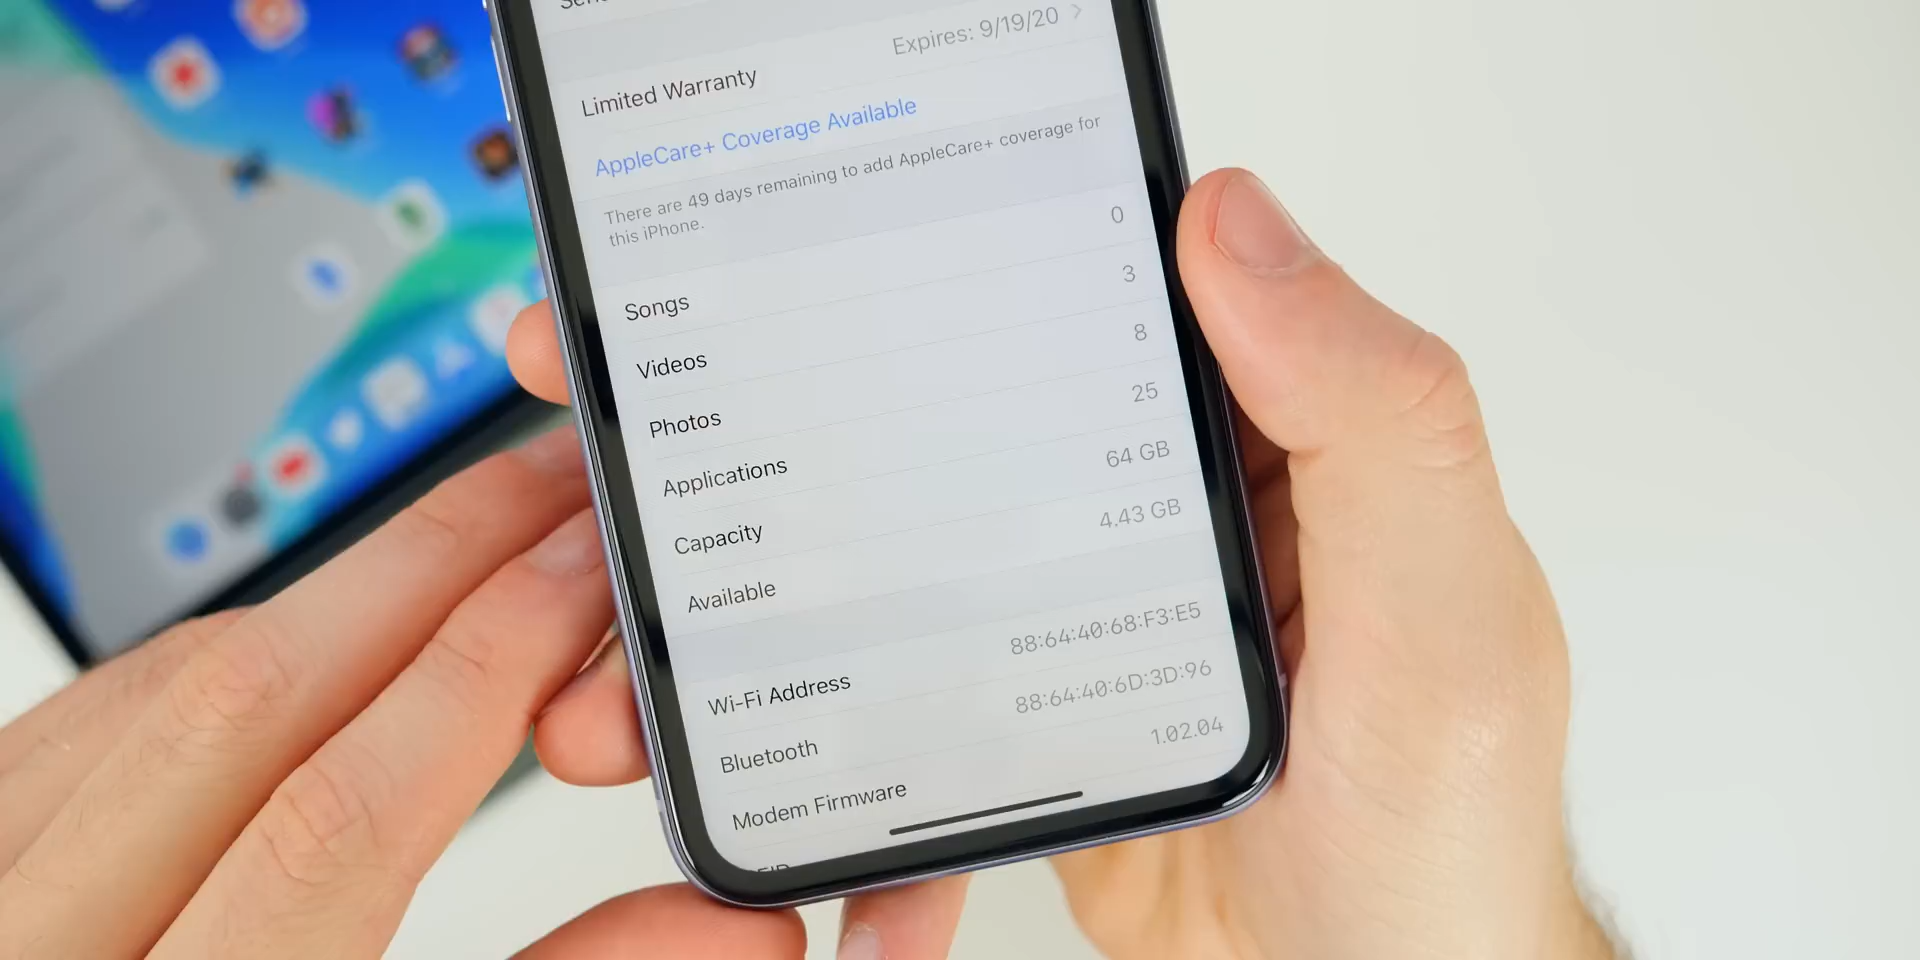 Expires: 9/19/20
Limited Warranty
AppleCare+ Coverage Available
There are 49 days remaining to add AppleCare+ coverage for
this iPhone.
Songs 0
Videos 3
Photos 8
Applications 25
Capacity 64 GB
Available 4.43 GB
Wi-Fi Address 88:64:40:68:F3:E5
Bluetooth 88:64:40:6D:3D:96
Modem Firmware 1.02.04